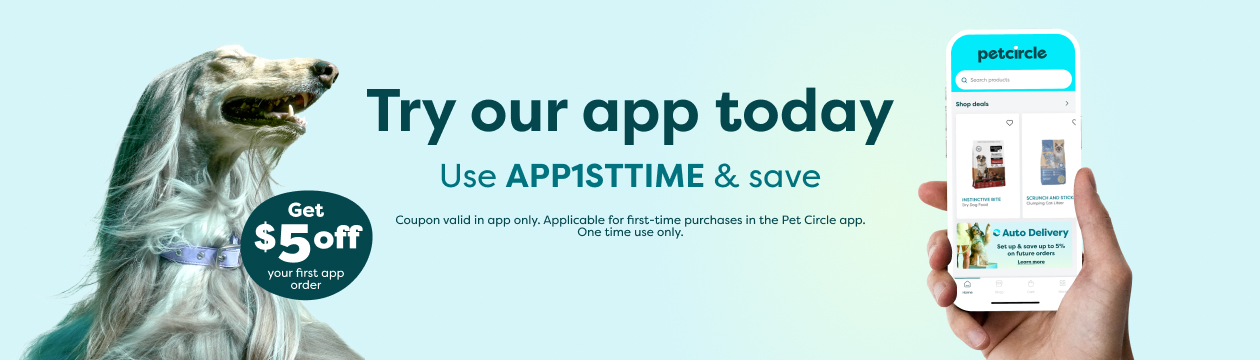 Try our app today
Use APP1STTIME & save
Coupon valid in app only. Applicable for first-time purchases in the Pet Circle app.
One time use only.
Get
$5off
your first app
order
petcircle
Search products
Shop deals
INSTINCTIVE BITE
Dry Dog Food
SCRUNCH AND STICK
Clumping Cat Litter
Auto Delivery
Set up & save up to 5%
on future orders
Learn more
Home